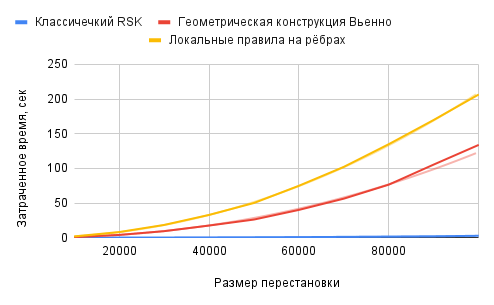 Классичечкий RSK
Геометрическая конструкция Вьенно
Локальные правила на рёбрах
250
200
150
100
50
0
Затраченное время, сек
20000
40000
60000
80000
Размер перестановки